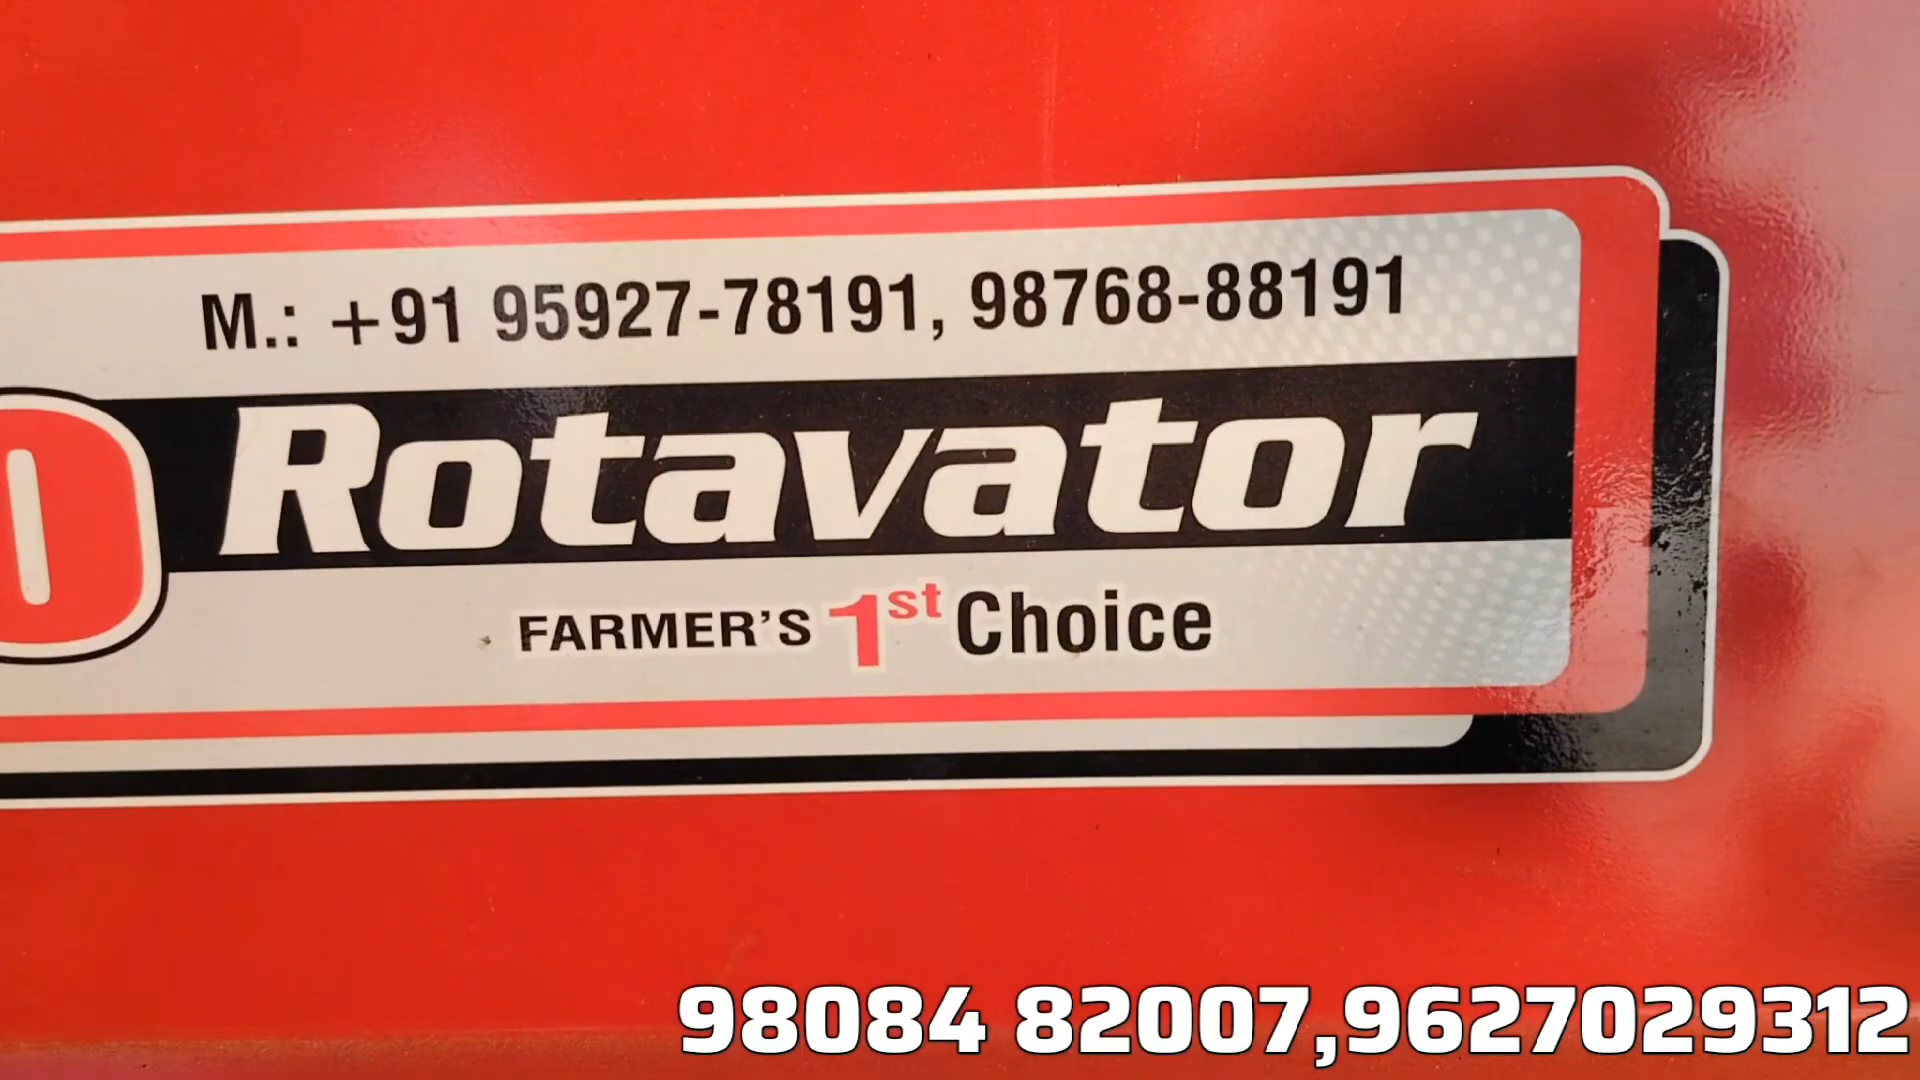 M.: +91 95927-78191, 98768-88191
Rotavator
FARMER'S 1st Choice
98084 82007,9627029312